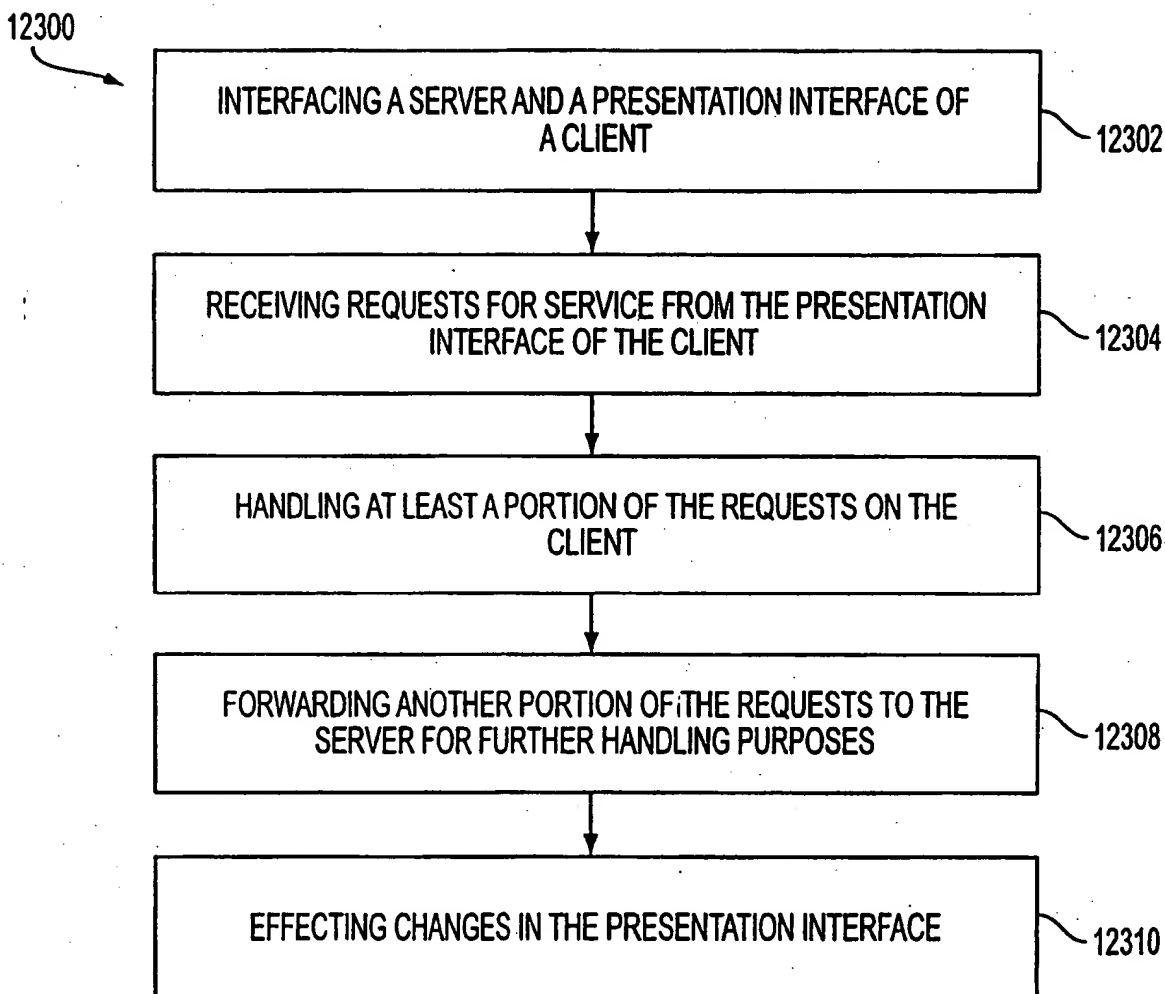 12300
INTERFACING A SERVER AND A PRESENTATION INTERFACE OF
A CLIENT
12302
RECEIVING REQUESTS FOR SERVICE FROM THE PRESENTATION
INTERFACE OF THE CLIENT
12304
HANDLING AT LEAST A PORTION OF THE REQUESTS ON THE
CLIENT
12306
FORWARDING ANOTHER PORTION OF THE REQUESTS TO THE
SERVER FOR FURTHER HANDLING PURPOSES
12308
EFFECTING CHANGES IN THE PRESENTATION INTERFACE
12310